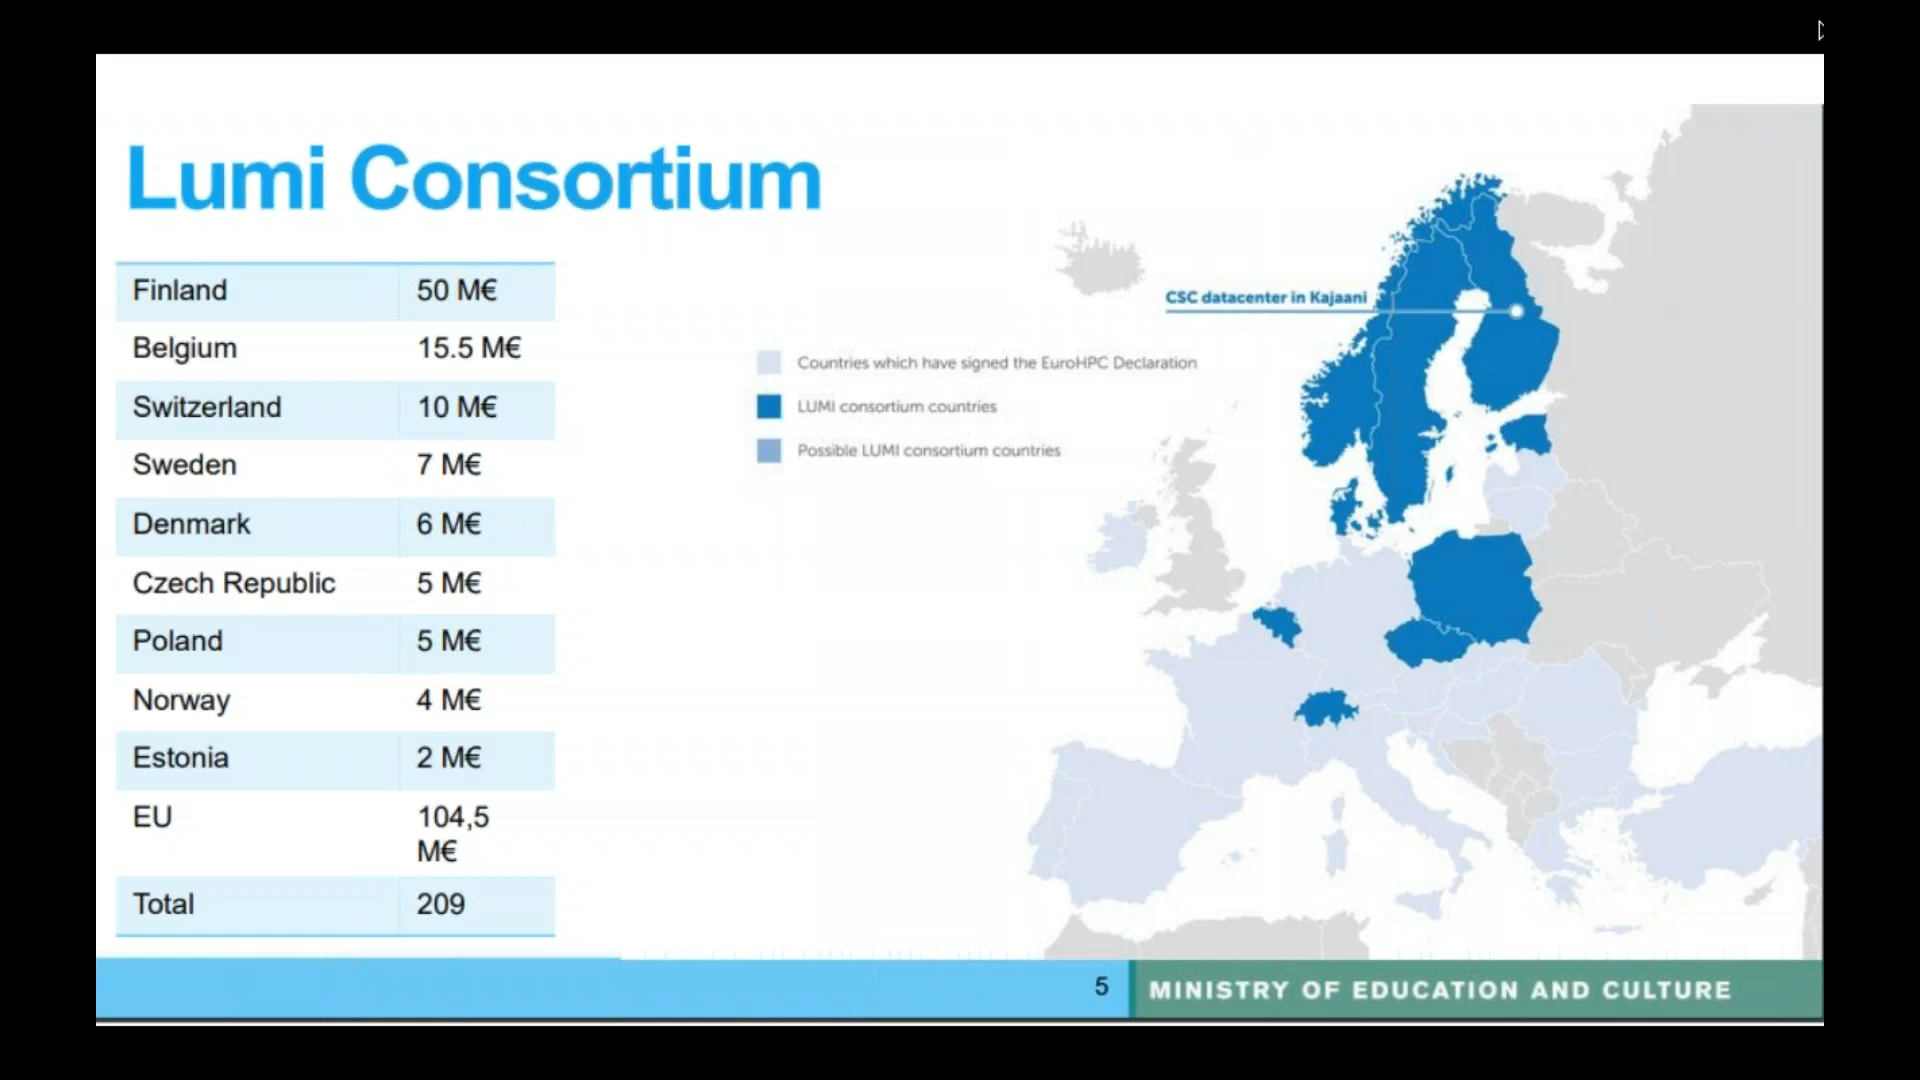 Lumi Consortium
Finland 50 M€
Belgium 15.5 M€
Switzerland 10 M€
Sweden 7 M€
Denmark 6 M€
Czech Republic 5 M€
Poland 5 M€
Norway 4 M€
Estonia 2 M€
EU 104,5
M€
Total 209
CSC datacenter in Kajaani
Countries which have signed the EuroHPC Declaration
LUMI consortium countries
Possible LUMI consortium countries
5
MINISTRY OF EDUCATION AND CULTURE